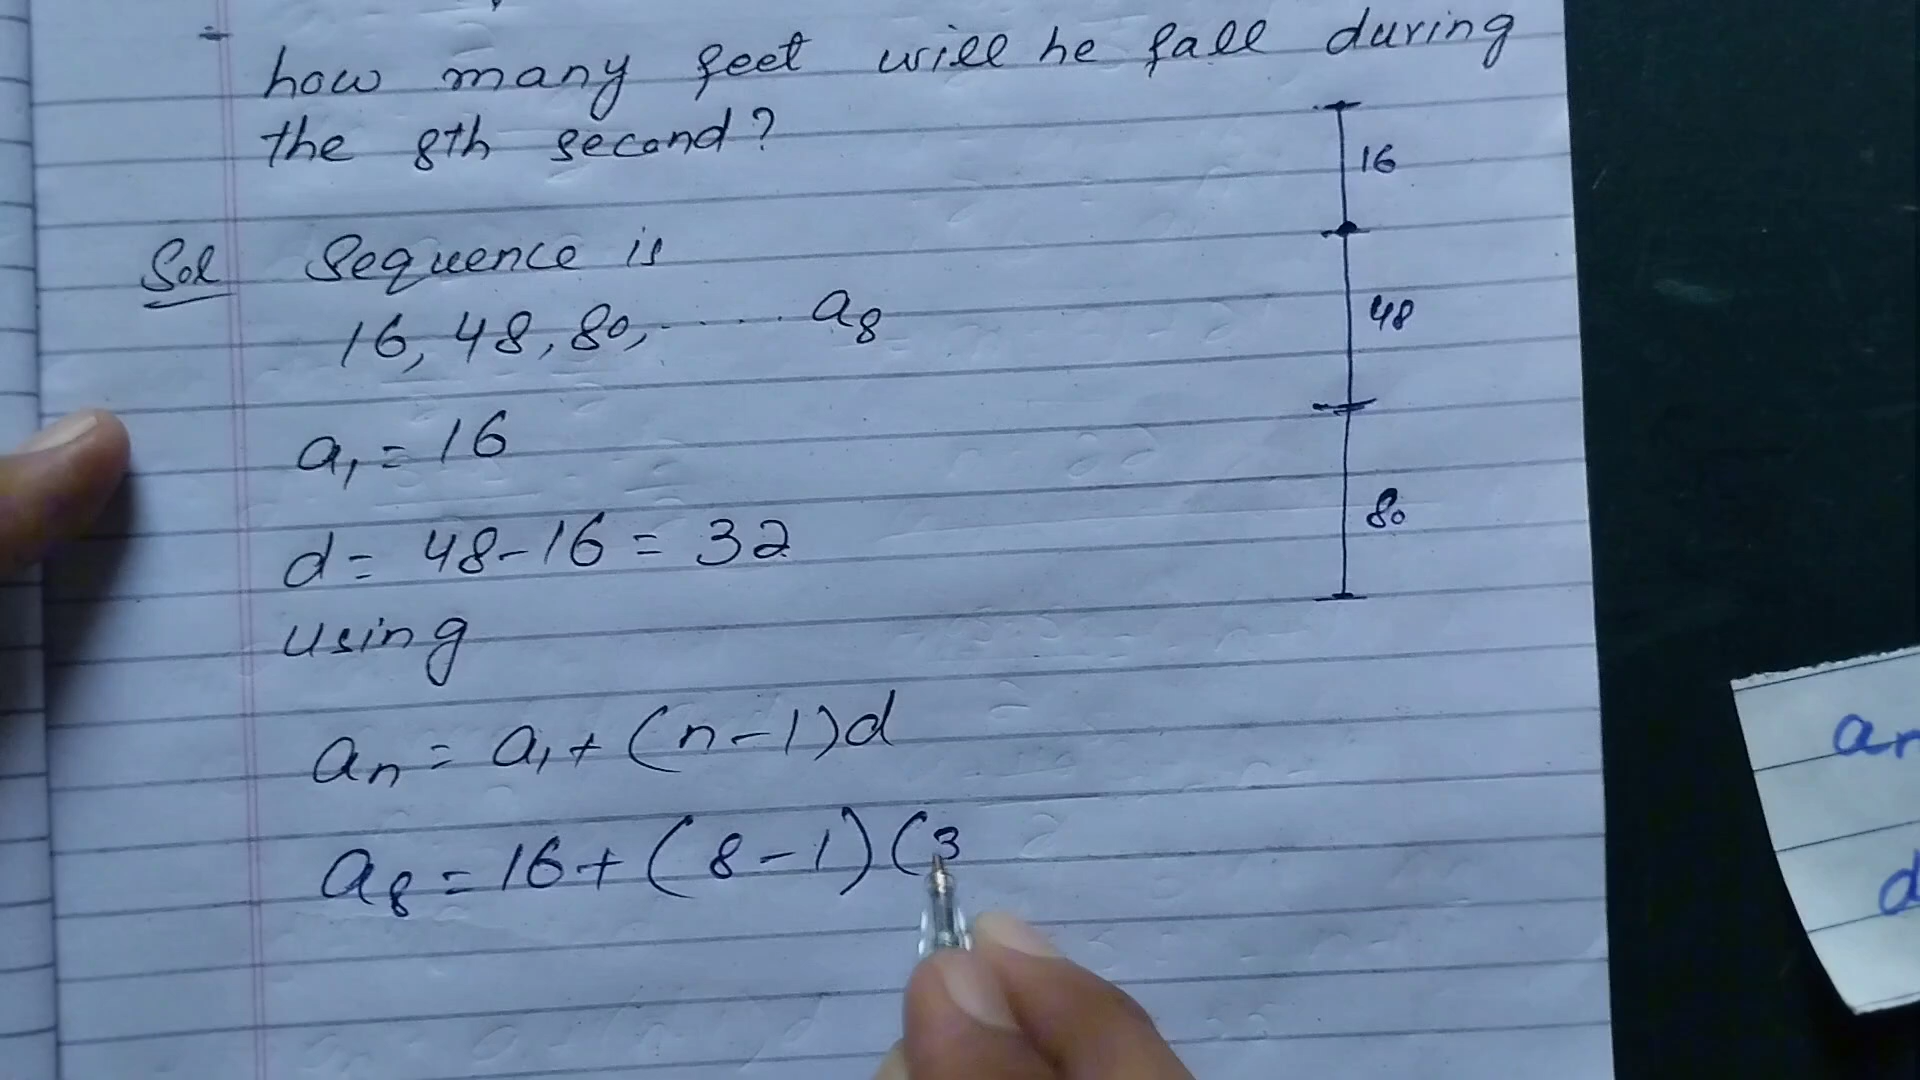 how many feet will he fall during
the 8th second?
Sol Sequence is
16, 48, 80, ..... a8
a1 = 16
d = 48 - 16 = 32
using
an = a1 + (n-1)d
a8 = 16 + (8-1)(3
16
48
80
d